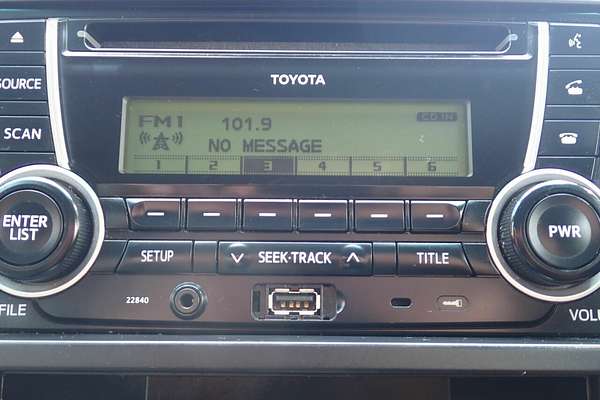 TOYOTA
SOURCE
SCAN
FM1 101.9 CD IN
NO MESSAGE
1 2 3 4 5 6
ENTER
LIST
PWR
SETUP
SEEK·TRACK
TITLE
22840
FILE
VOL